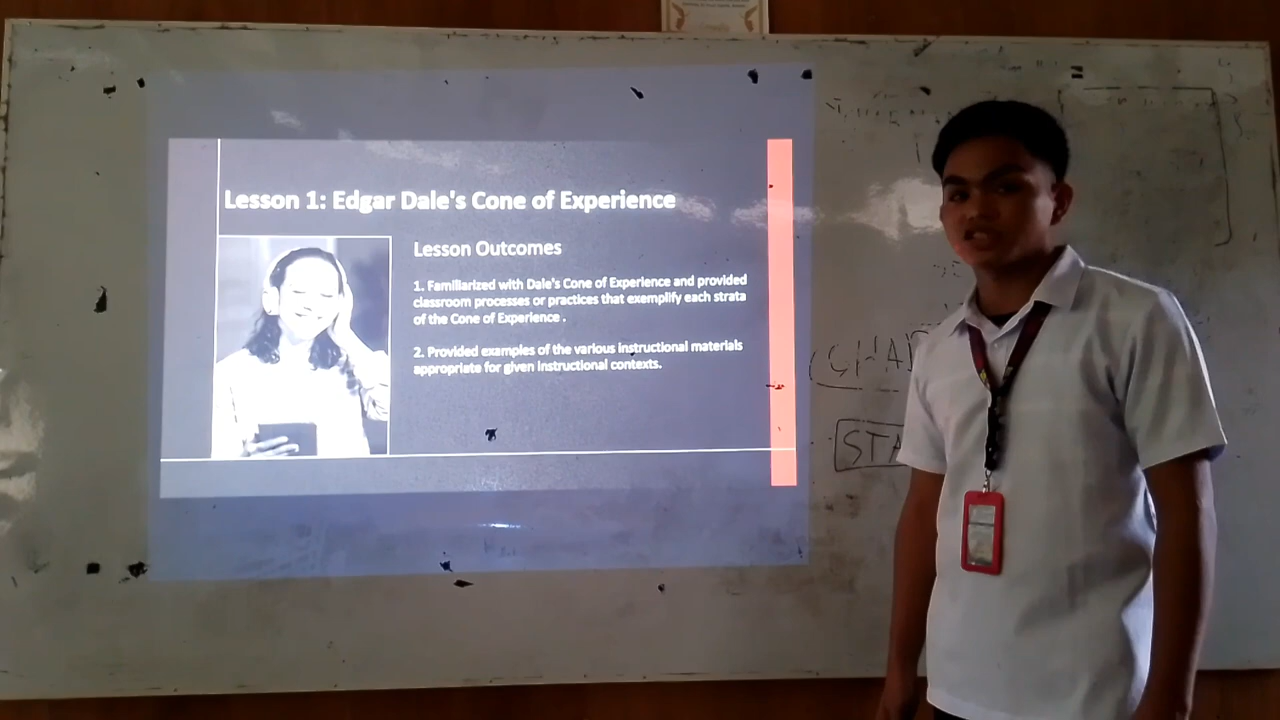 Lesson 1: Edgar Dale's Cone of Experience
Lesson Outcomes
1. Familiarized with Dale's Cone of Experience and provided
classroom processes or practices that exemplify each strata
of the Cone of Experience .
2. Provided examples of the various instructional materials
appropriate for given instructional contexts.
STA